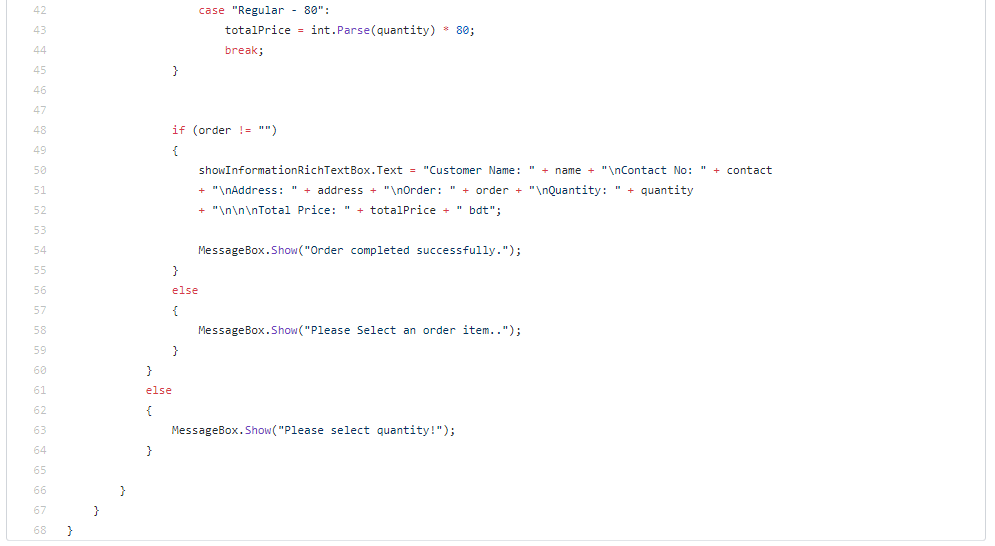 42 case "Regular - 80":
43 totalPrice = int.Parse(quantity) * 80;
44 break;
45 }
46
47
48 if (order != "")
49 {
50 showInformationRichTextBox.Text = "Customer Name: " + name + "\nContact No: " + contact
51 + "\nAddress: " + address + "\nOrder: " + order + "\nQuantity: " + quantity
52 + "\n\n\nTotal Price: " + totalPrice + " bdt";
53
54 MessageBox.Show("Order completed successfully.");
55 }
56 else
57 {
58 MessageBox.Show("Please Select an order item..");
59 }
60 }
61 else
62 {
63 MessageBox.Show("Please select quantity!");
64 }
65
66 }
67 }
68 }